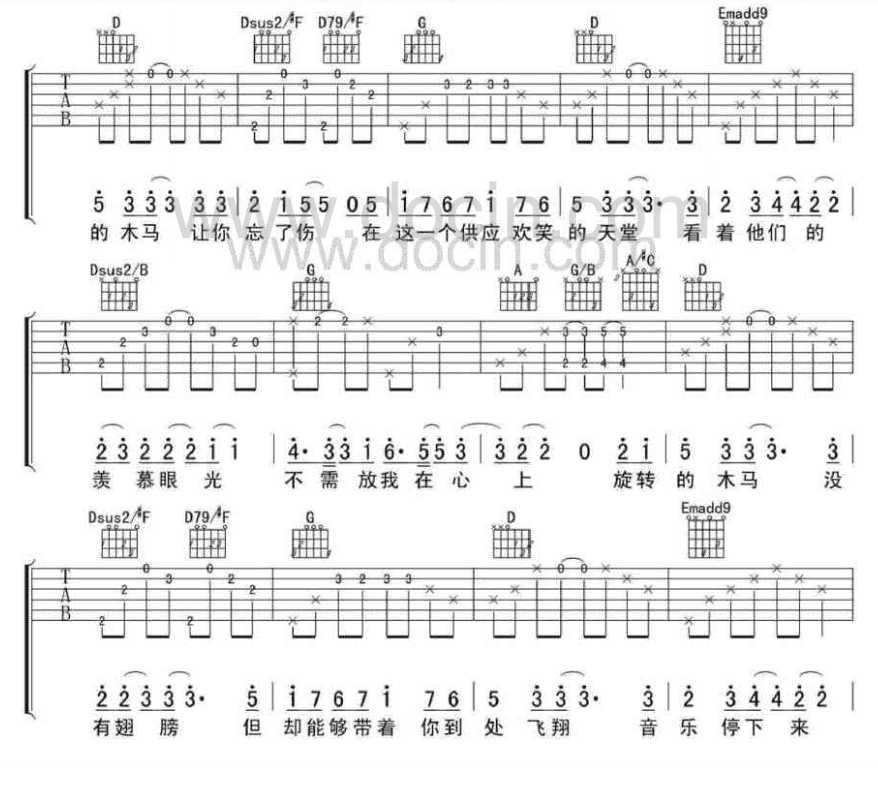 D Dsus2/#F D79/#F G D Emadd9
T A B
5 3 3 3 3 3 2 1 5 5 0 5 1 7 6 7 1 7 6 5 3 3 3· 3 2 3 4 4 2 2
的 木马 让你 忘了伤 在 这一个供应 欢笑 的 天堂 看 着 他们 的
www.docin.com
www.docin.com
Dsus2/B G A G/B A/#C D
T A B
2 3 2 2 2 1 1 4· 3 3 1 6· 5 5 3 3 2 2 0 2 1 5 3 3 3· 3
羡 慕眼 光 不 需 放我 在 心 上 旋转 的 木马 没
Dsus2/#F D79/#F G D Emadd9
T A B
2 2 3 3 3· 5 1 7 6 7 1 7 6 5 3 3 3· 3 2 3 4 4 2 2
有翅 膀 但 却能够带着 你到 处 飞翔 音 乐 停下 来